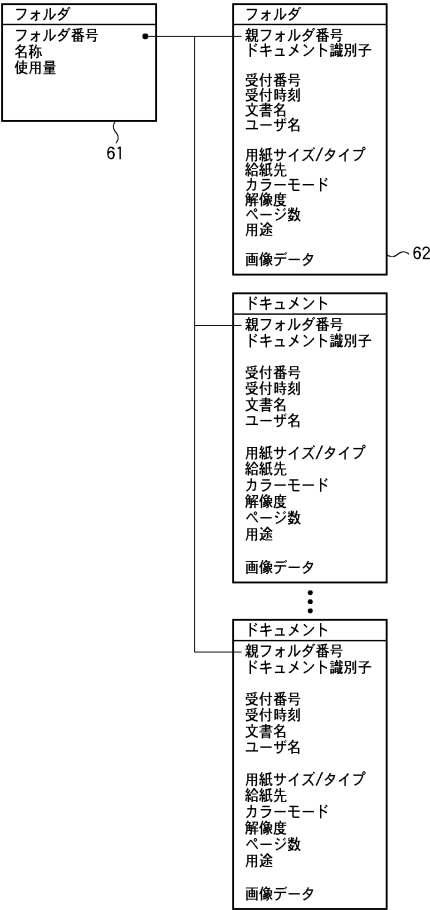 フォルダ
フォルダ番号
名称
使用量
61
フォルダ
親フォルダ番号
ドキュメント識別子
受付番号
受付時刻
文書名
ユーザ名
用紙サイズ/タイプ
給紙先
カラーモード
解像度
ページ数
用途
画像データ
62
ドキュメント
親フォルダ番号
ドキュメント識別子
受付番号
受付時刻
文書名
ユーザ名
用紙サイズ/タイプ
給紙先
カラーモード
解像度
ページ数
用途
画像データ
ドキュメント
親フォルダ番号
ドキュメント識別子
受付番号
受付時刻
文書名
ユーザ名
用紙サイズ/タイプ
給紙先
カラーモード
解像度
ページ数
用途
画像データ